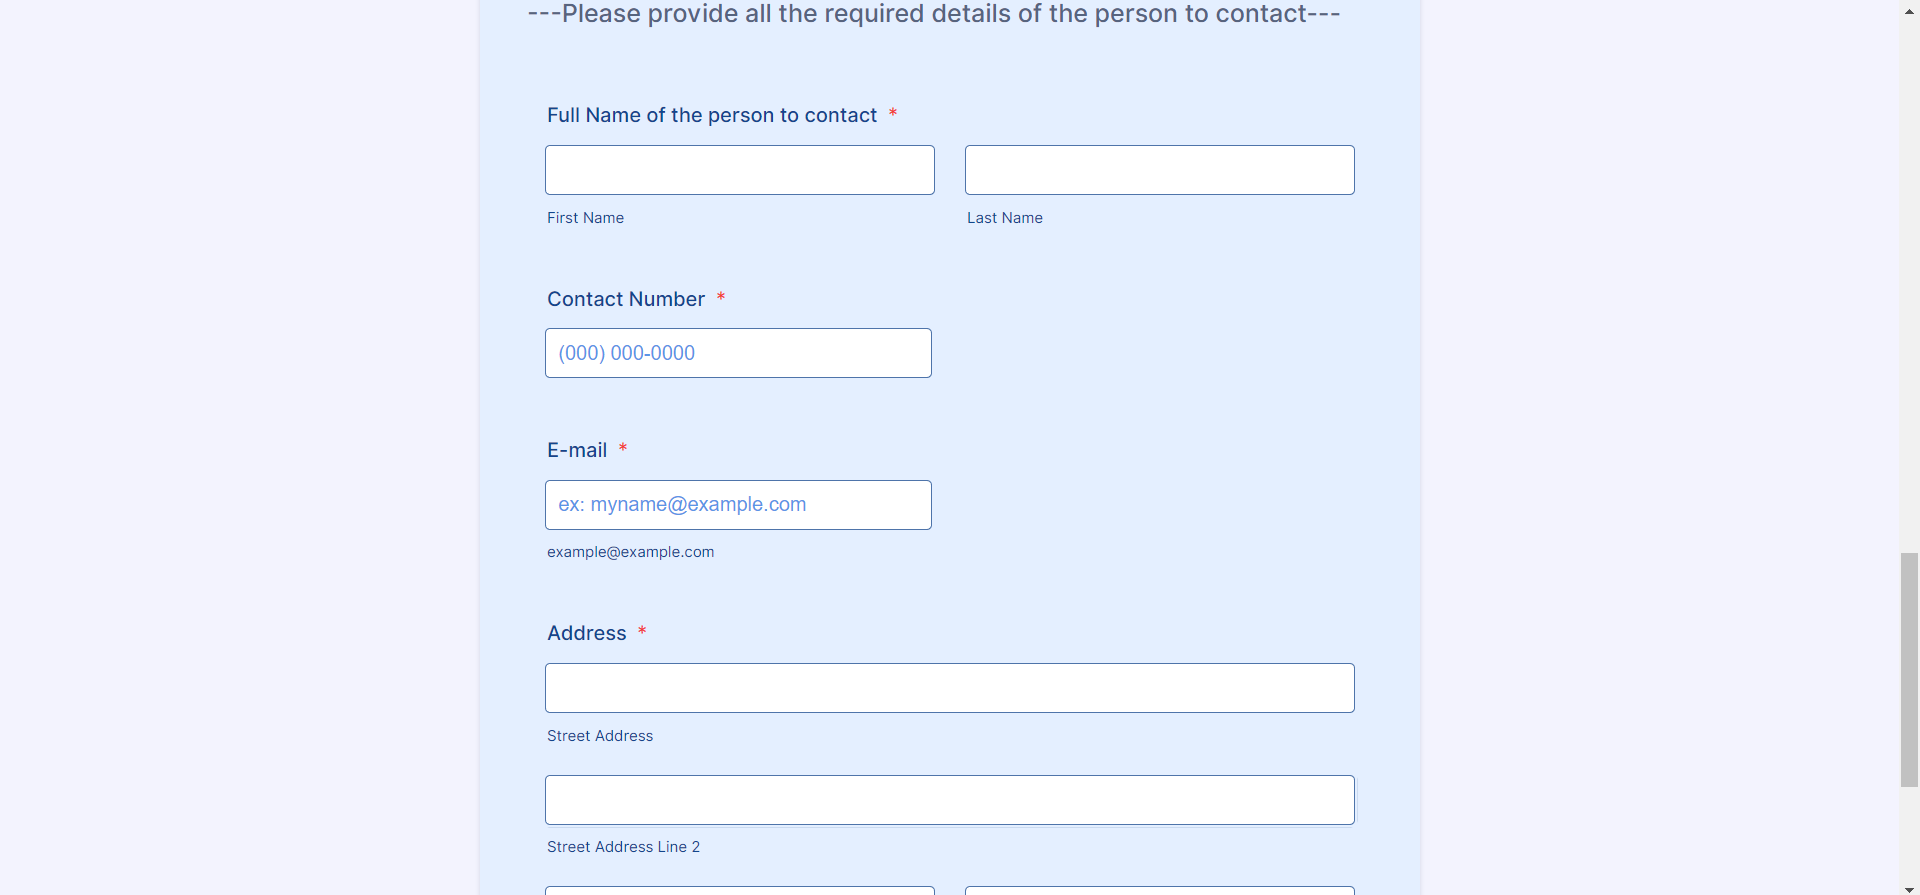 ---Please provide all the required details of the person to contact---
Full Name of the person to contact *
First Name
Last Name
Contact Number *
(000) 000-0000
E-mail *
ex: myname@example.com
example@example.com
Address *
Street Address
Street Address Line 2